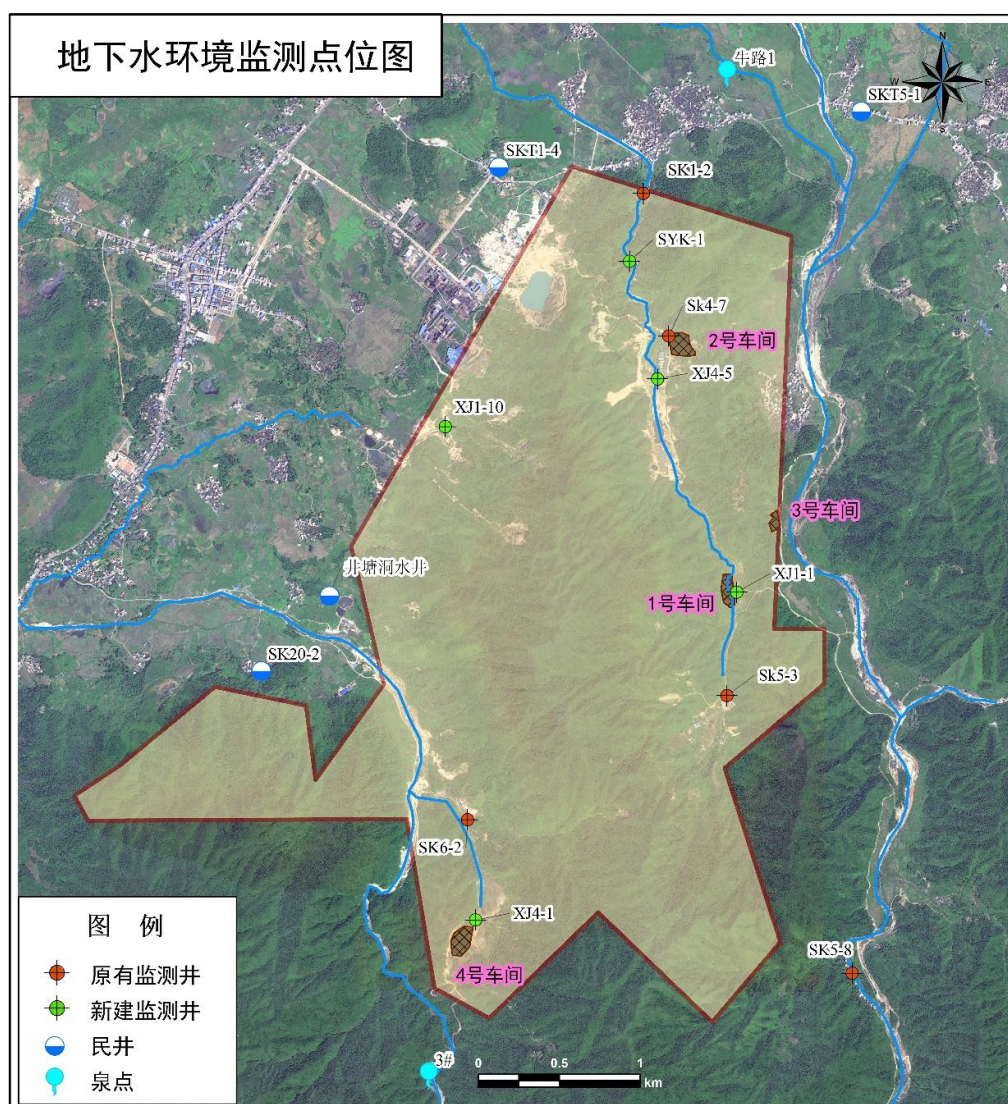 地下水环境监测点位图
牛路1
N
W
E
S
SKT5-1
SKT1-4
SK1-2
SYK-1
Sk4-7
2号车间
XJ4-5
XJ1-10
3号车间
井塘洞水井
XJ1-1
1号车间
SK20-2
Sk5-3
SK6-2
XJ4-1
4号车间
SK5-8
3#
图 例
原有监测井
新建监测井
民井
泉点
0 0.5 1
km